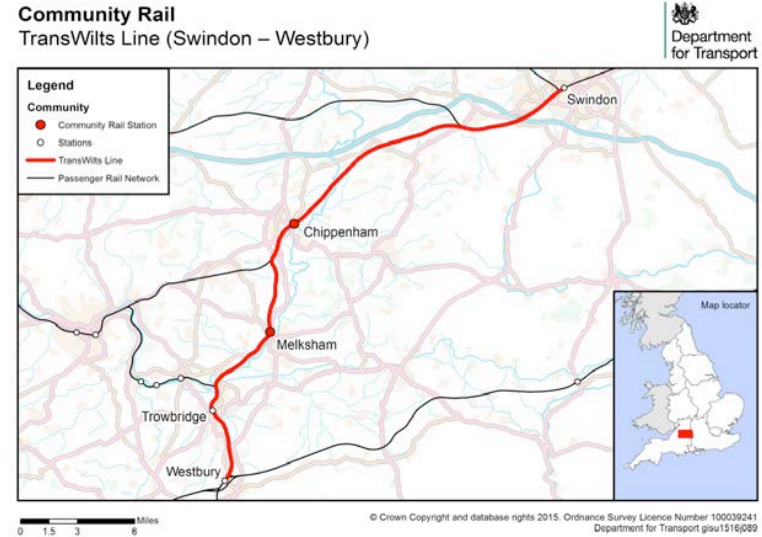 Community Rail
TransWilts Line (Swindon – Westbury)
Department
for Transport
Legend
Community
Community Rail Station
Stations
TransWilts Line
Passenger Rail Network
Swindon
Chippenham
Melksham
Trowbridge
Westbury
Map locator
Miles
0 1.5 3 6
© Crown Copyright and database rights 2015. Ordnance Survey Licence Number 100039241
Department for Transport gisu1516j089